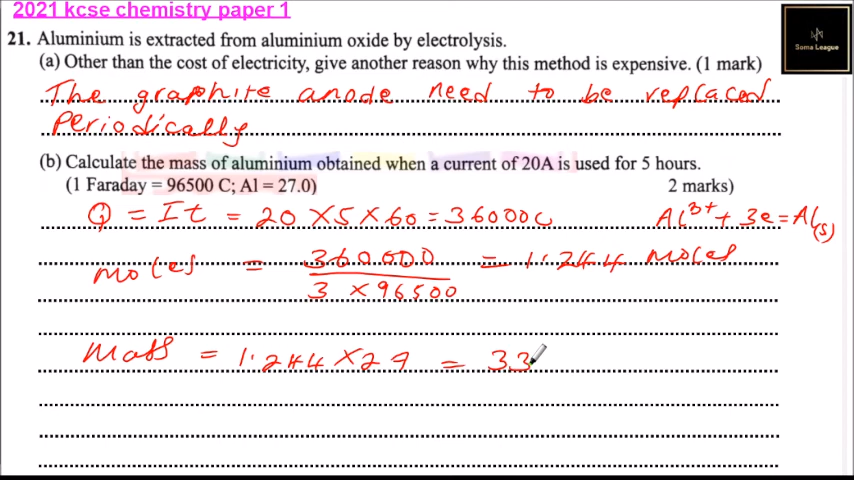 2021 kcse chemistry paper 1
Soma League
21. Aluminium is extracted from aluminium oxide by electrolysis.
(a) Other than the cost of electricity, give another reason why this method is expensive. (1 mark)
The graphite anode need to be replaced
Periodically
(b) Calculate the mass of aluminium obtained when a current of 20A is used for 5 hours.
(1 Faraday = 96500 C; Al = 27.0) 2 marks)
Q = It = 20 × 5 × 60 = 36000C Al³⁺ + 3e = Al(s)
moles = 360000 / 3 × 96500 = 1.244 moles
Mass = 1.244 × 27 = 33